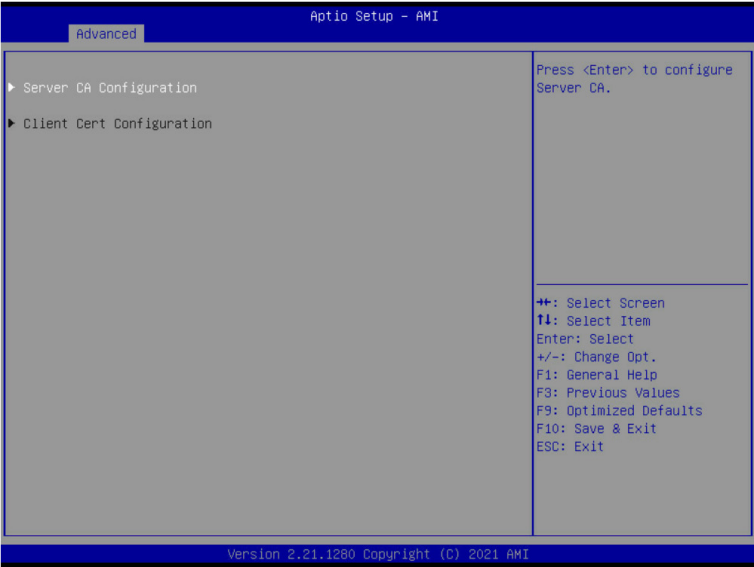 Aptio Setup – AMI
Advanced
▶ Server CA Configuration
▶ Client Cert Configuration
Press <Enter> to configure
Server CA.
→←: Select Screen
↑↓: Select Item
Enter: Select
+/-: Change Opt.
F1: General Help
F3: Previous Values
F9: Optimized Defaults
F10: Save & Exit
ESC: Exit
Version 2.21.1280 Copyright (C) 2021 AMI